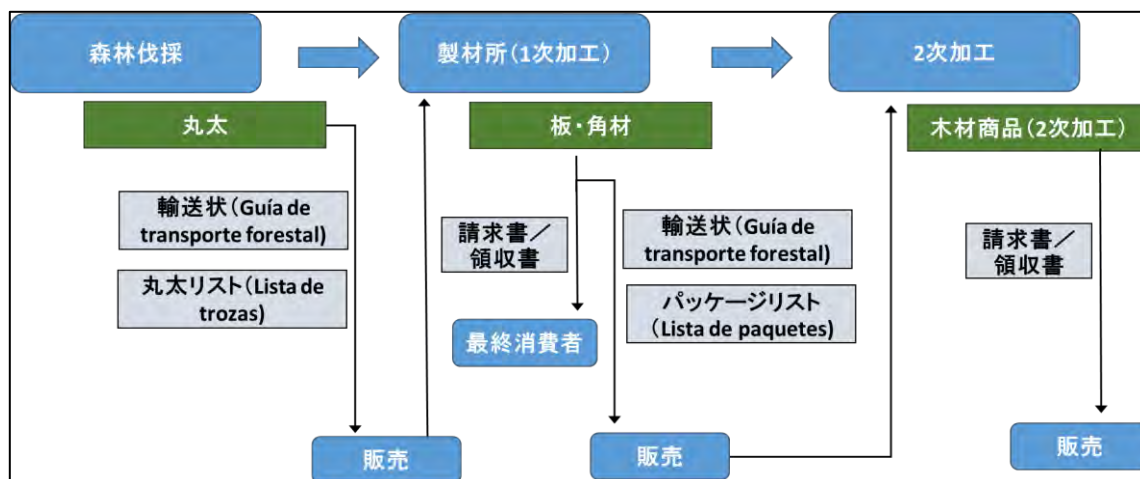 森林伐採
製材所(1次加工)
2次加工
丸太
板・角材
木材商品(2次加工)
輸送状(Guía de
transporte forestal)
丸太リスト(Lista de
trozas)
請求書／
領収書
輸送状(Guía de
transporte forestal)
パッケージリスト
(Lista de paquetes)
請求書／
領収書
最終消費者
販売
販売
販売